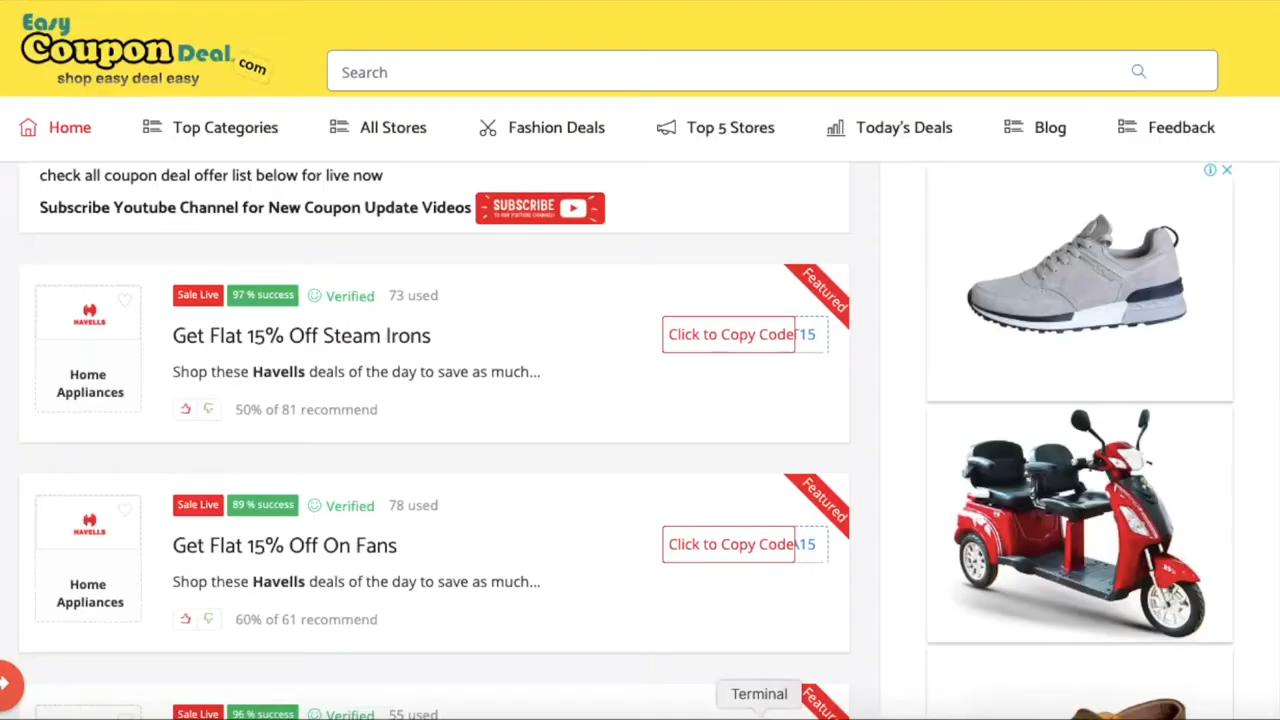 Easy
Coupon Deal.com
shop easy deal easy
Search
Home
Top Categories
All Stores
Fashion Deals
Top 5 Stores
Today's Deals
Blog
Feedback
check all coupon deal offer list below for live now
Subscribe Youtube Channel for New Coupon Update Videos
SUBSCRIBE
TO OUR YOUTUBE CHANNEL!
HAVELLS
Home
Appliances
Sale Live 97 % success Verified 73 used
Get Flat 15% Off Steam Irons
Shop these Havells deals of the day to save as much...
50% of 81 recommend
Click to Copy Code
15
Featured
HAVELLS
Home
Appliances
Sale Live 89 % success Verified 78 used
Get Flat 15% Off On Fans
Shop these Havells deals of the day to save as much...
60% of 61 recommend
Click to Copy Code
15
Featured
Sale Live 96 % success Verified 55 used
Terminal